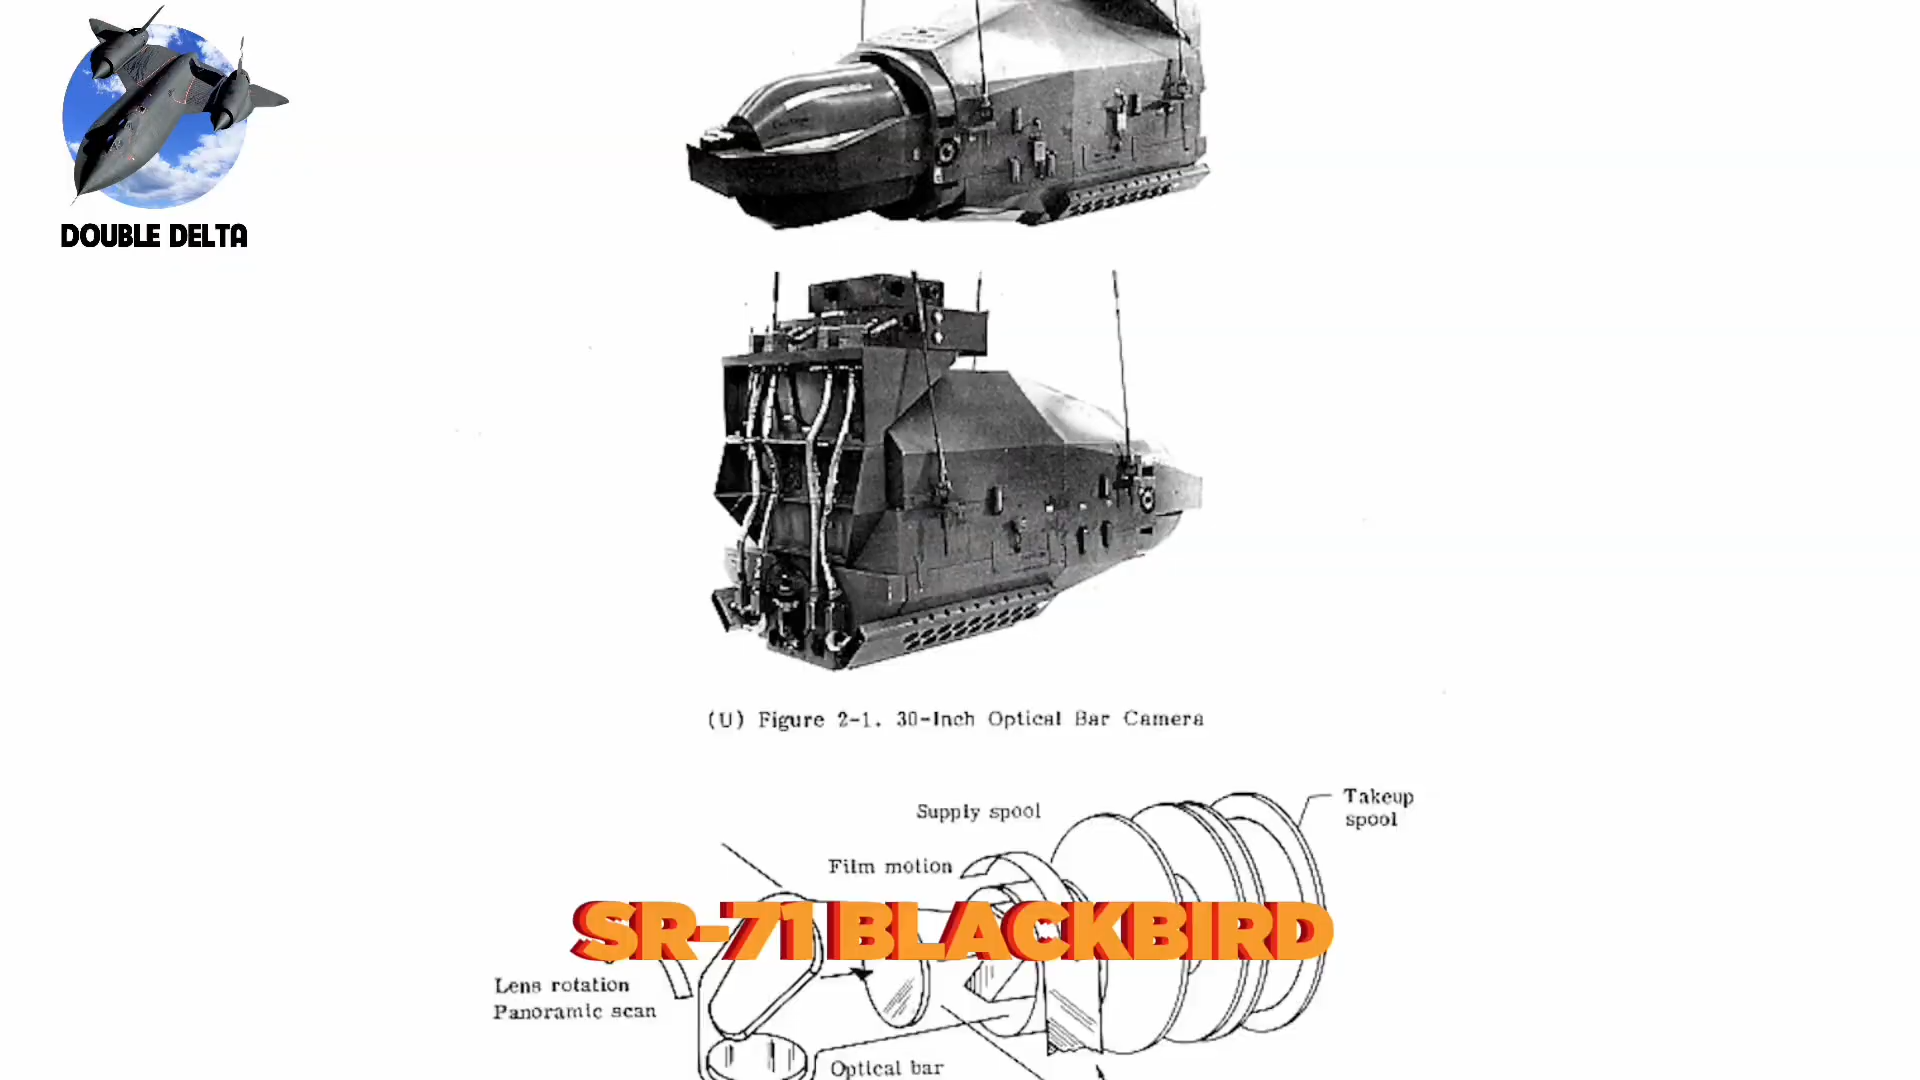 DOUBLE DELTA
(U) Figure 2-1. 30-Inch Optical Bar Camera
Takeup
spool
Supply spool
Film motion
SR-71 BLACKBIRD
Lens rotation
Panoramic scan
Optical bar